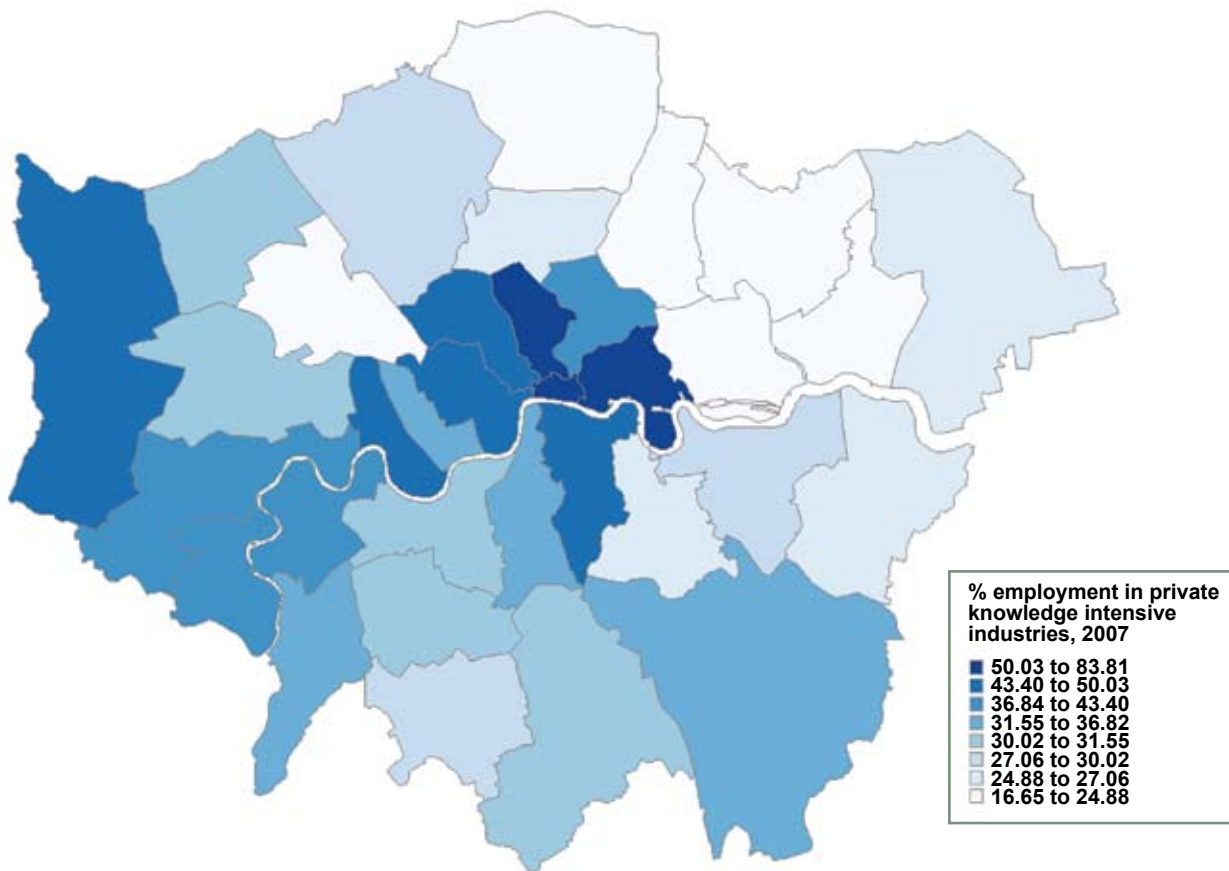 % employment in private
knowledge intensive
industries, 2007
50.03 to 83.81
43.40 to 50.03
36.84 to 43.40
31.55 to 36.82
30.02 to 31.55
27.06 to 30.02
24.88 to 27.06
16.65 to 24.88